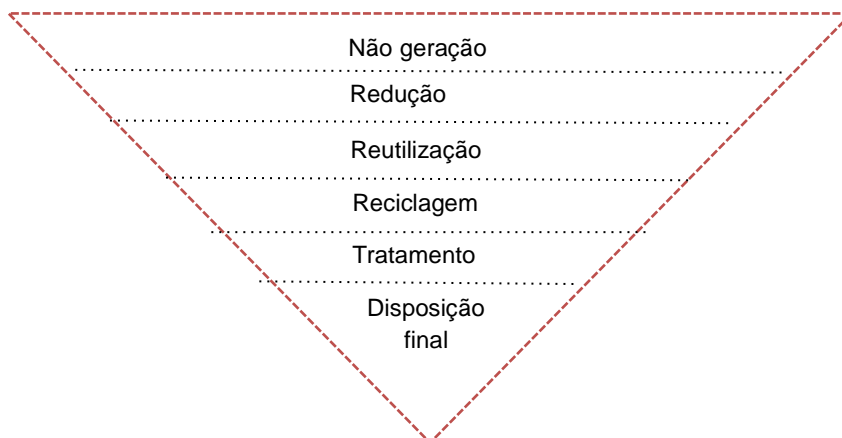 Não geração
Redução
Reutilização
Reciclagem
Tratamento
Disposição
final